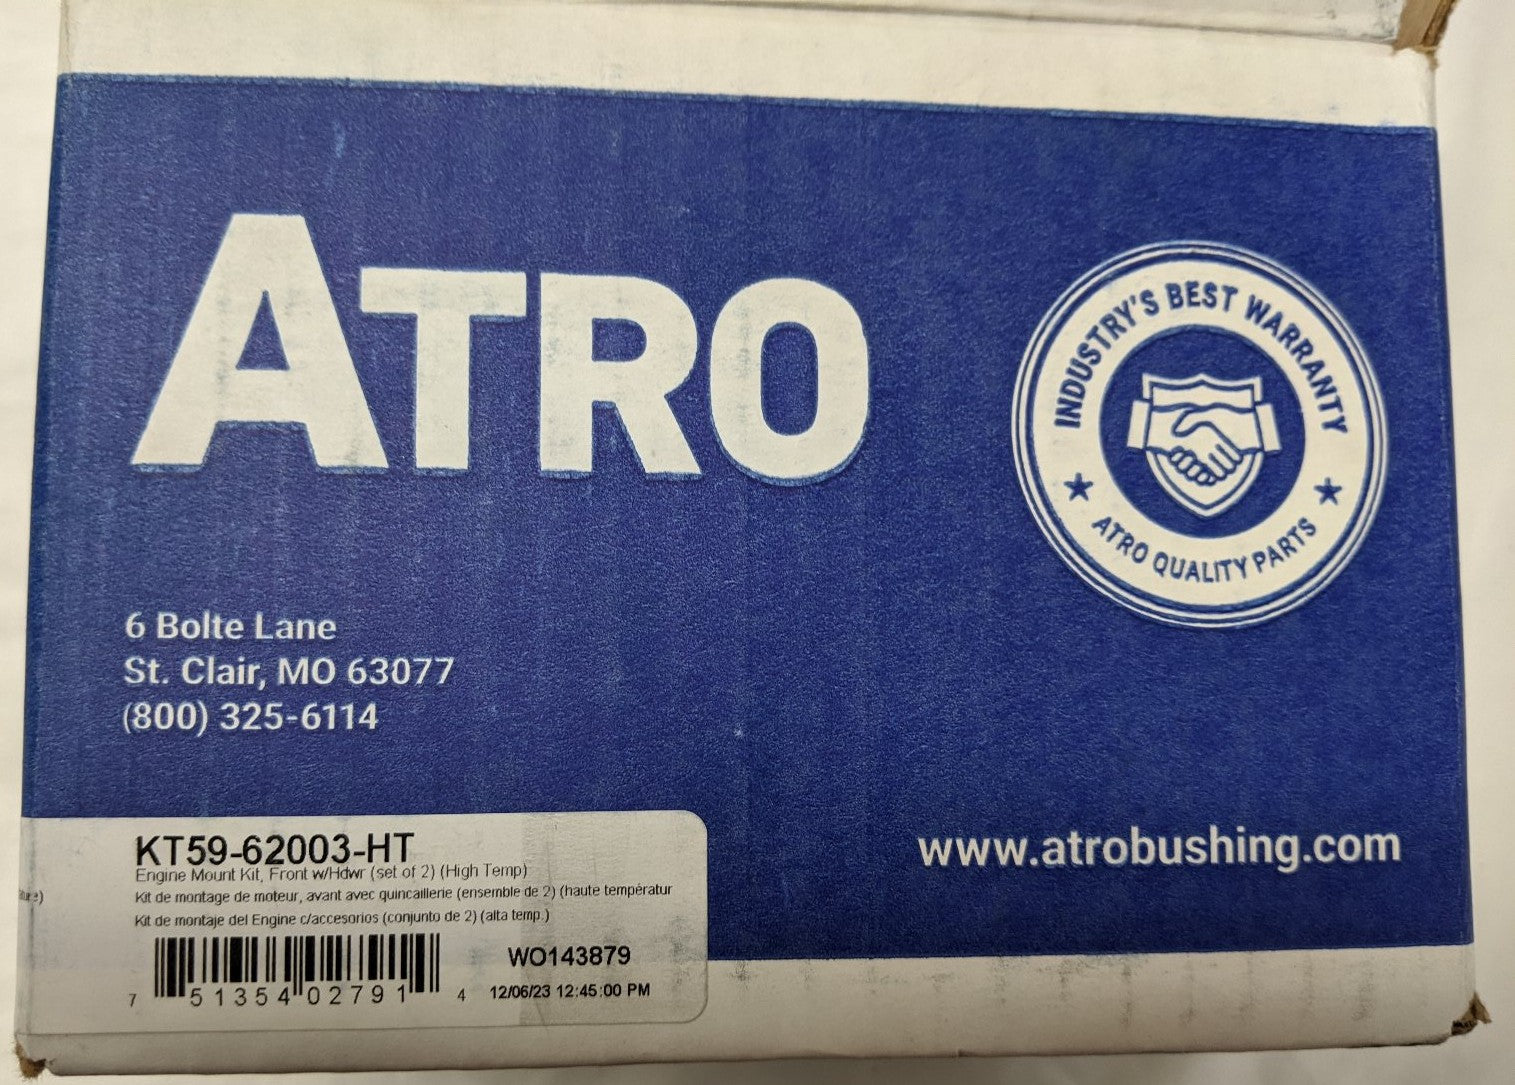 ATRO
INDUSTRY'S BEST WARRANTY
ATRO QUALITY PARTS
6 Bolte Lane
St. Clair, MO 63077
(800) 325-6114
www.atrobushing.com
KT59-62003-HT
Engine Mount Kit, Front w/Hdwr (set of 2) (High Temp)
Kit de montage de moteur, avant avec quincaillerie (ensemble de 2) (haute températur
Kit de montaje del Engine c/accesorios (conjunto de 2) (alta temp.)
7 51354 02791 4
WO143879
12/06/23 12:45:00 PM